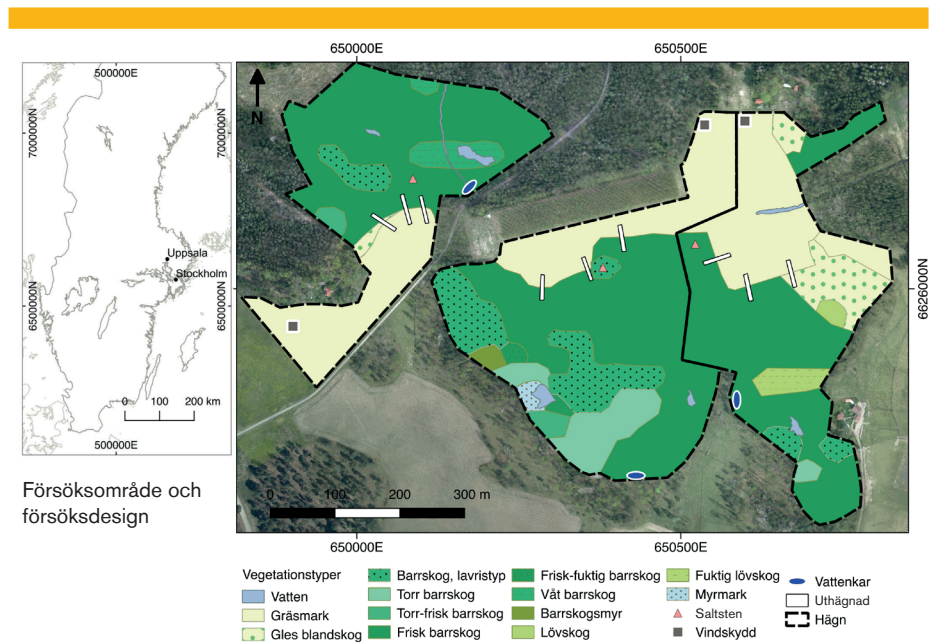 650000E
650500E
500000E
7000000N
7000000N
N
Uppsala
Stockholm
6500000N
6500000N
6626000N
6626000N
0 100 200 km
500000E
0 100 200 300 m
Försöksområde och
försöksdesign
650000E
650500E
Vegetationstyper
Vatten
Gräsmark
Gles blandskog
Barrskog, lavristyp
Torr barrskog
Torr-frisk barrskog
Frisk barrskog
Frisk-fuktig barrskog
Våt barrskog
Barrskogsmyr
Lövskog
Fuktig lövskog
Myrmark
Saltsten
Vindskydd
Vattenkar
Uthägnad
Hägn